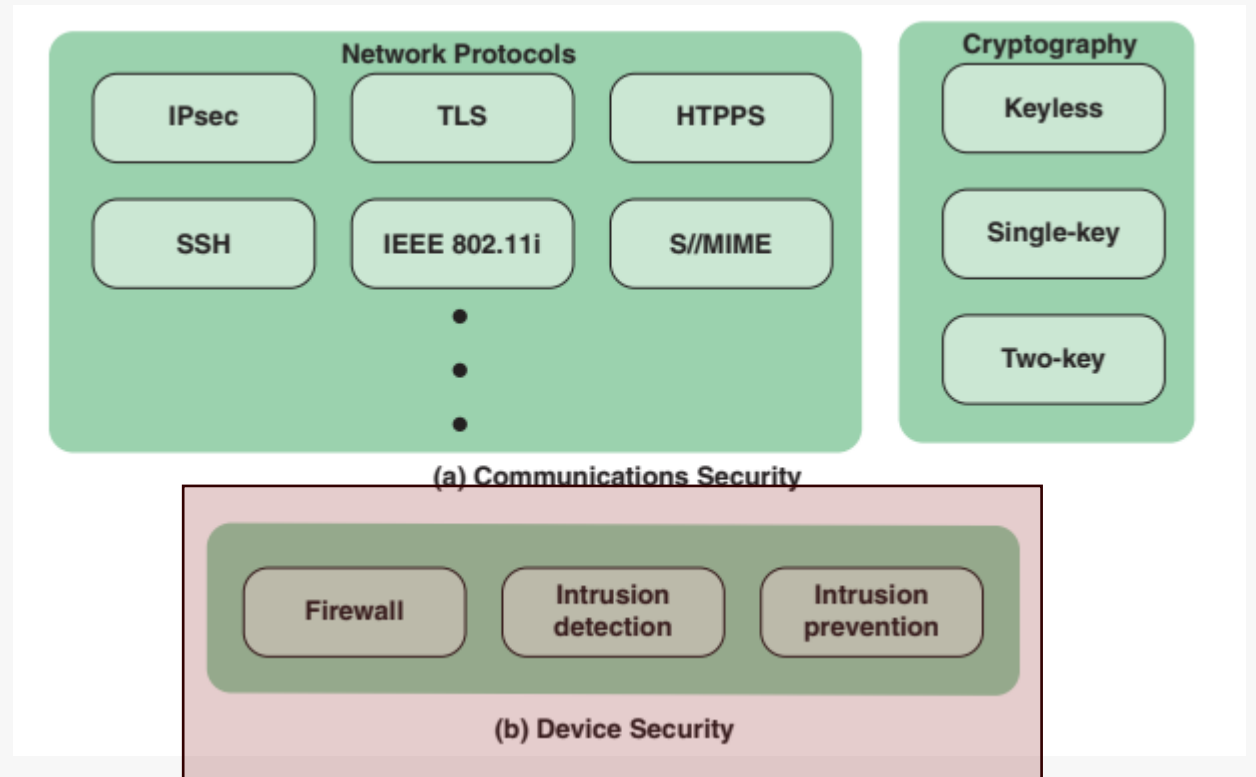 Network Protocols
IPsec
TLS
HTPPS
SSH
IEEE 802.11i
S//MIME
Cryptography
Keyless
Single-key
Two-key
(a) Communications Security
Firewall
Intrusion
detection
Intrusion
prevention
(b) Device Security